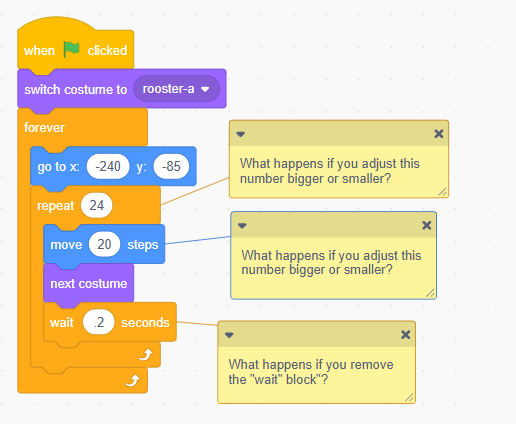 when clicked
switch costume to rooster-a
forever
go to x: -240 y: -85
repeat 24
What happens if you adjust this
number bigger or smaller?
move 20 steps
What happens if you adjust this
number bigger or smaller?
next costume
wait .2 seconds
What happens if you remove
the "wait" block"?